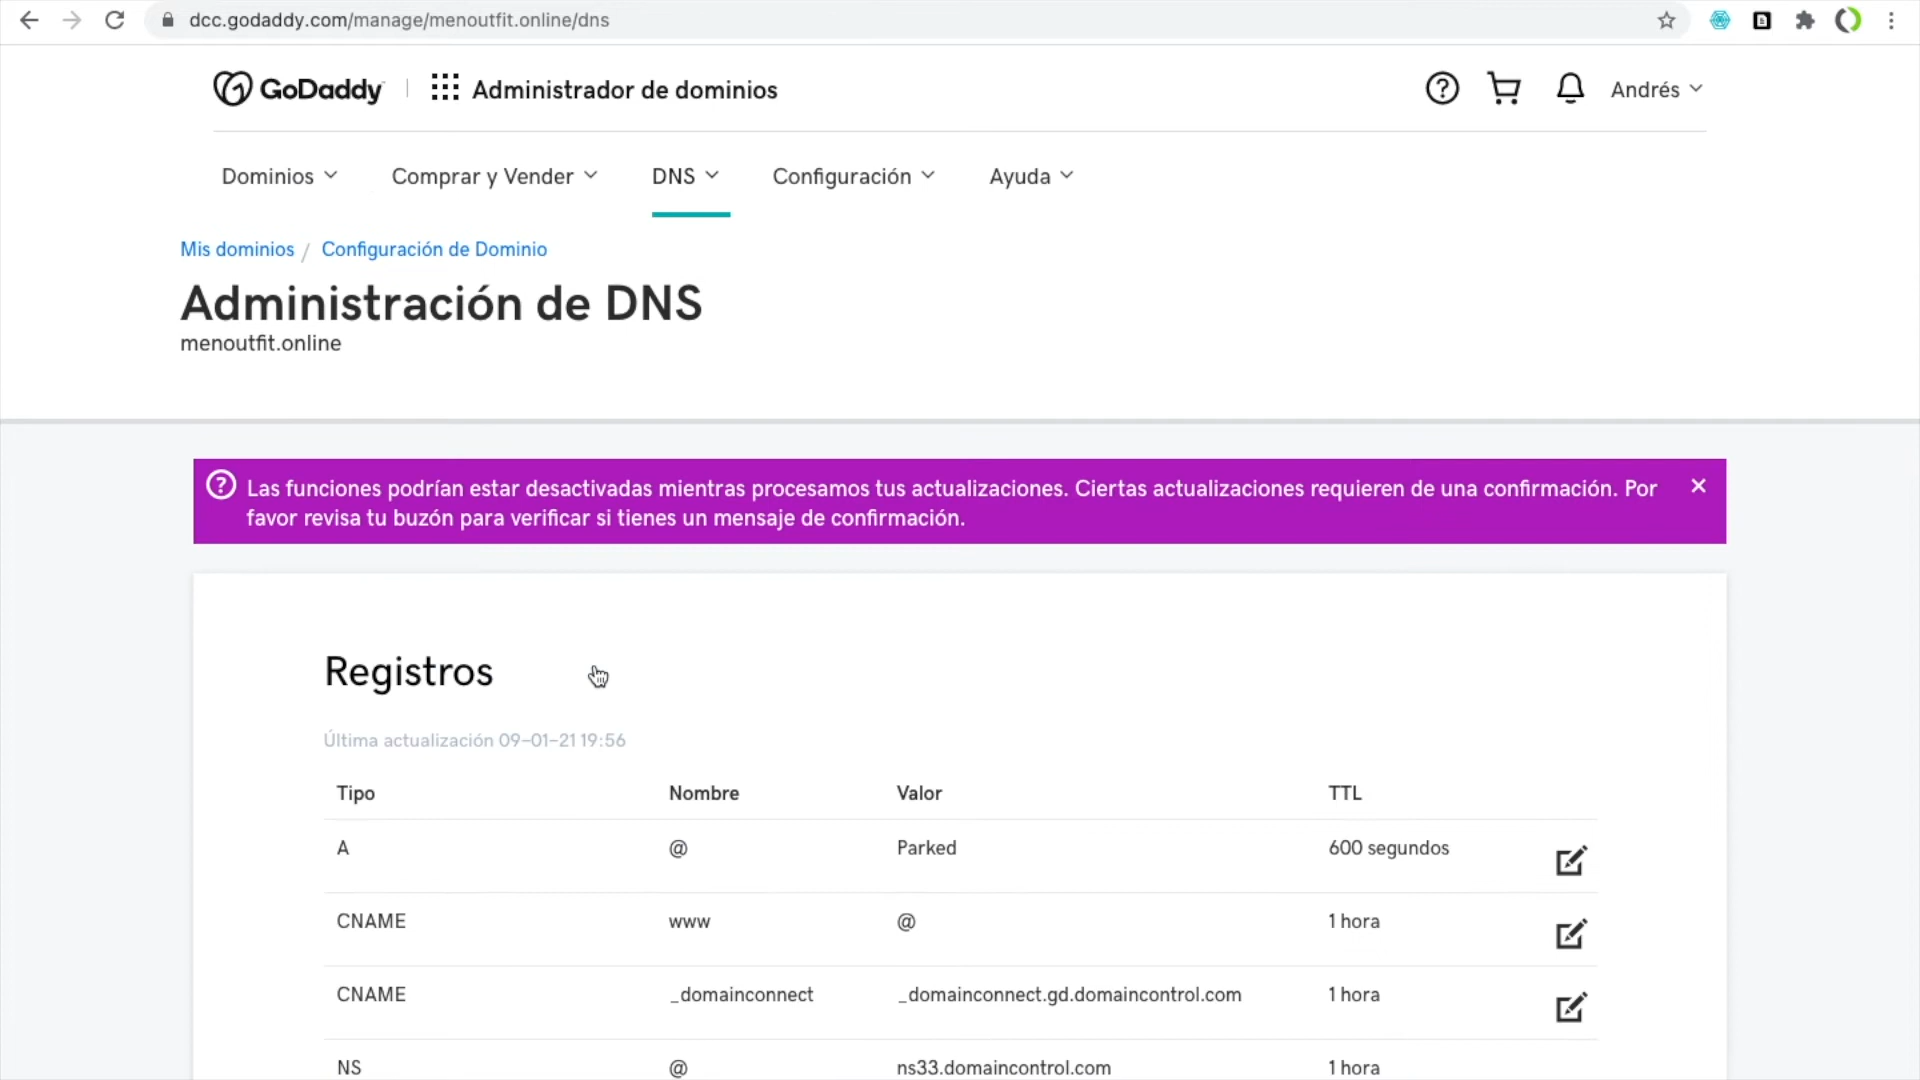 dcc.godaddy.com/manage/menoutfit.online/dns
GoDaddy
Administrador de dominios
Andrés
Dominios
Comprar y Vender
DNS
Configuración
Ayuda
Mis dominios / Configuración de Dominio
Administración de DNS
menoutfit.online
Las funciones podrían estar desactivadas mientras procesamos tus actualizaciones. Ciertas actualizaciones requieren de una confirmación. Por
favor revisa tu buzón para verificar si tienes un mensaje de confirmación.
Registros
Última actualización 09-01-21 19:56
Tipo Nombre Valor TTL
A @ Parked 600 segundos
CNAME www @ 1 hora
CNAME _domainconnect _domainconnect.gd.domaincontrol.com 1 hora
NS @ ns33.domaincontrol.com 1 hora